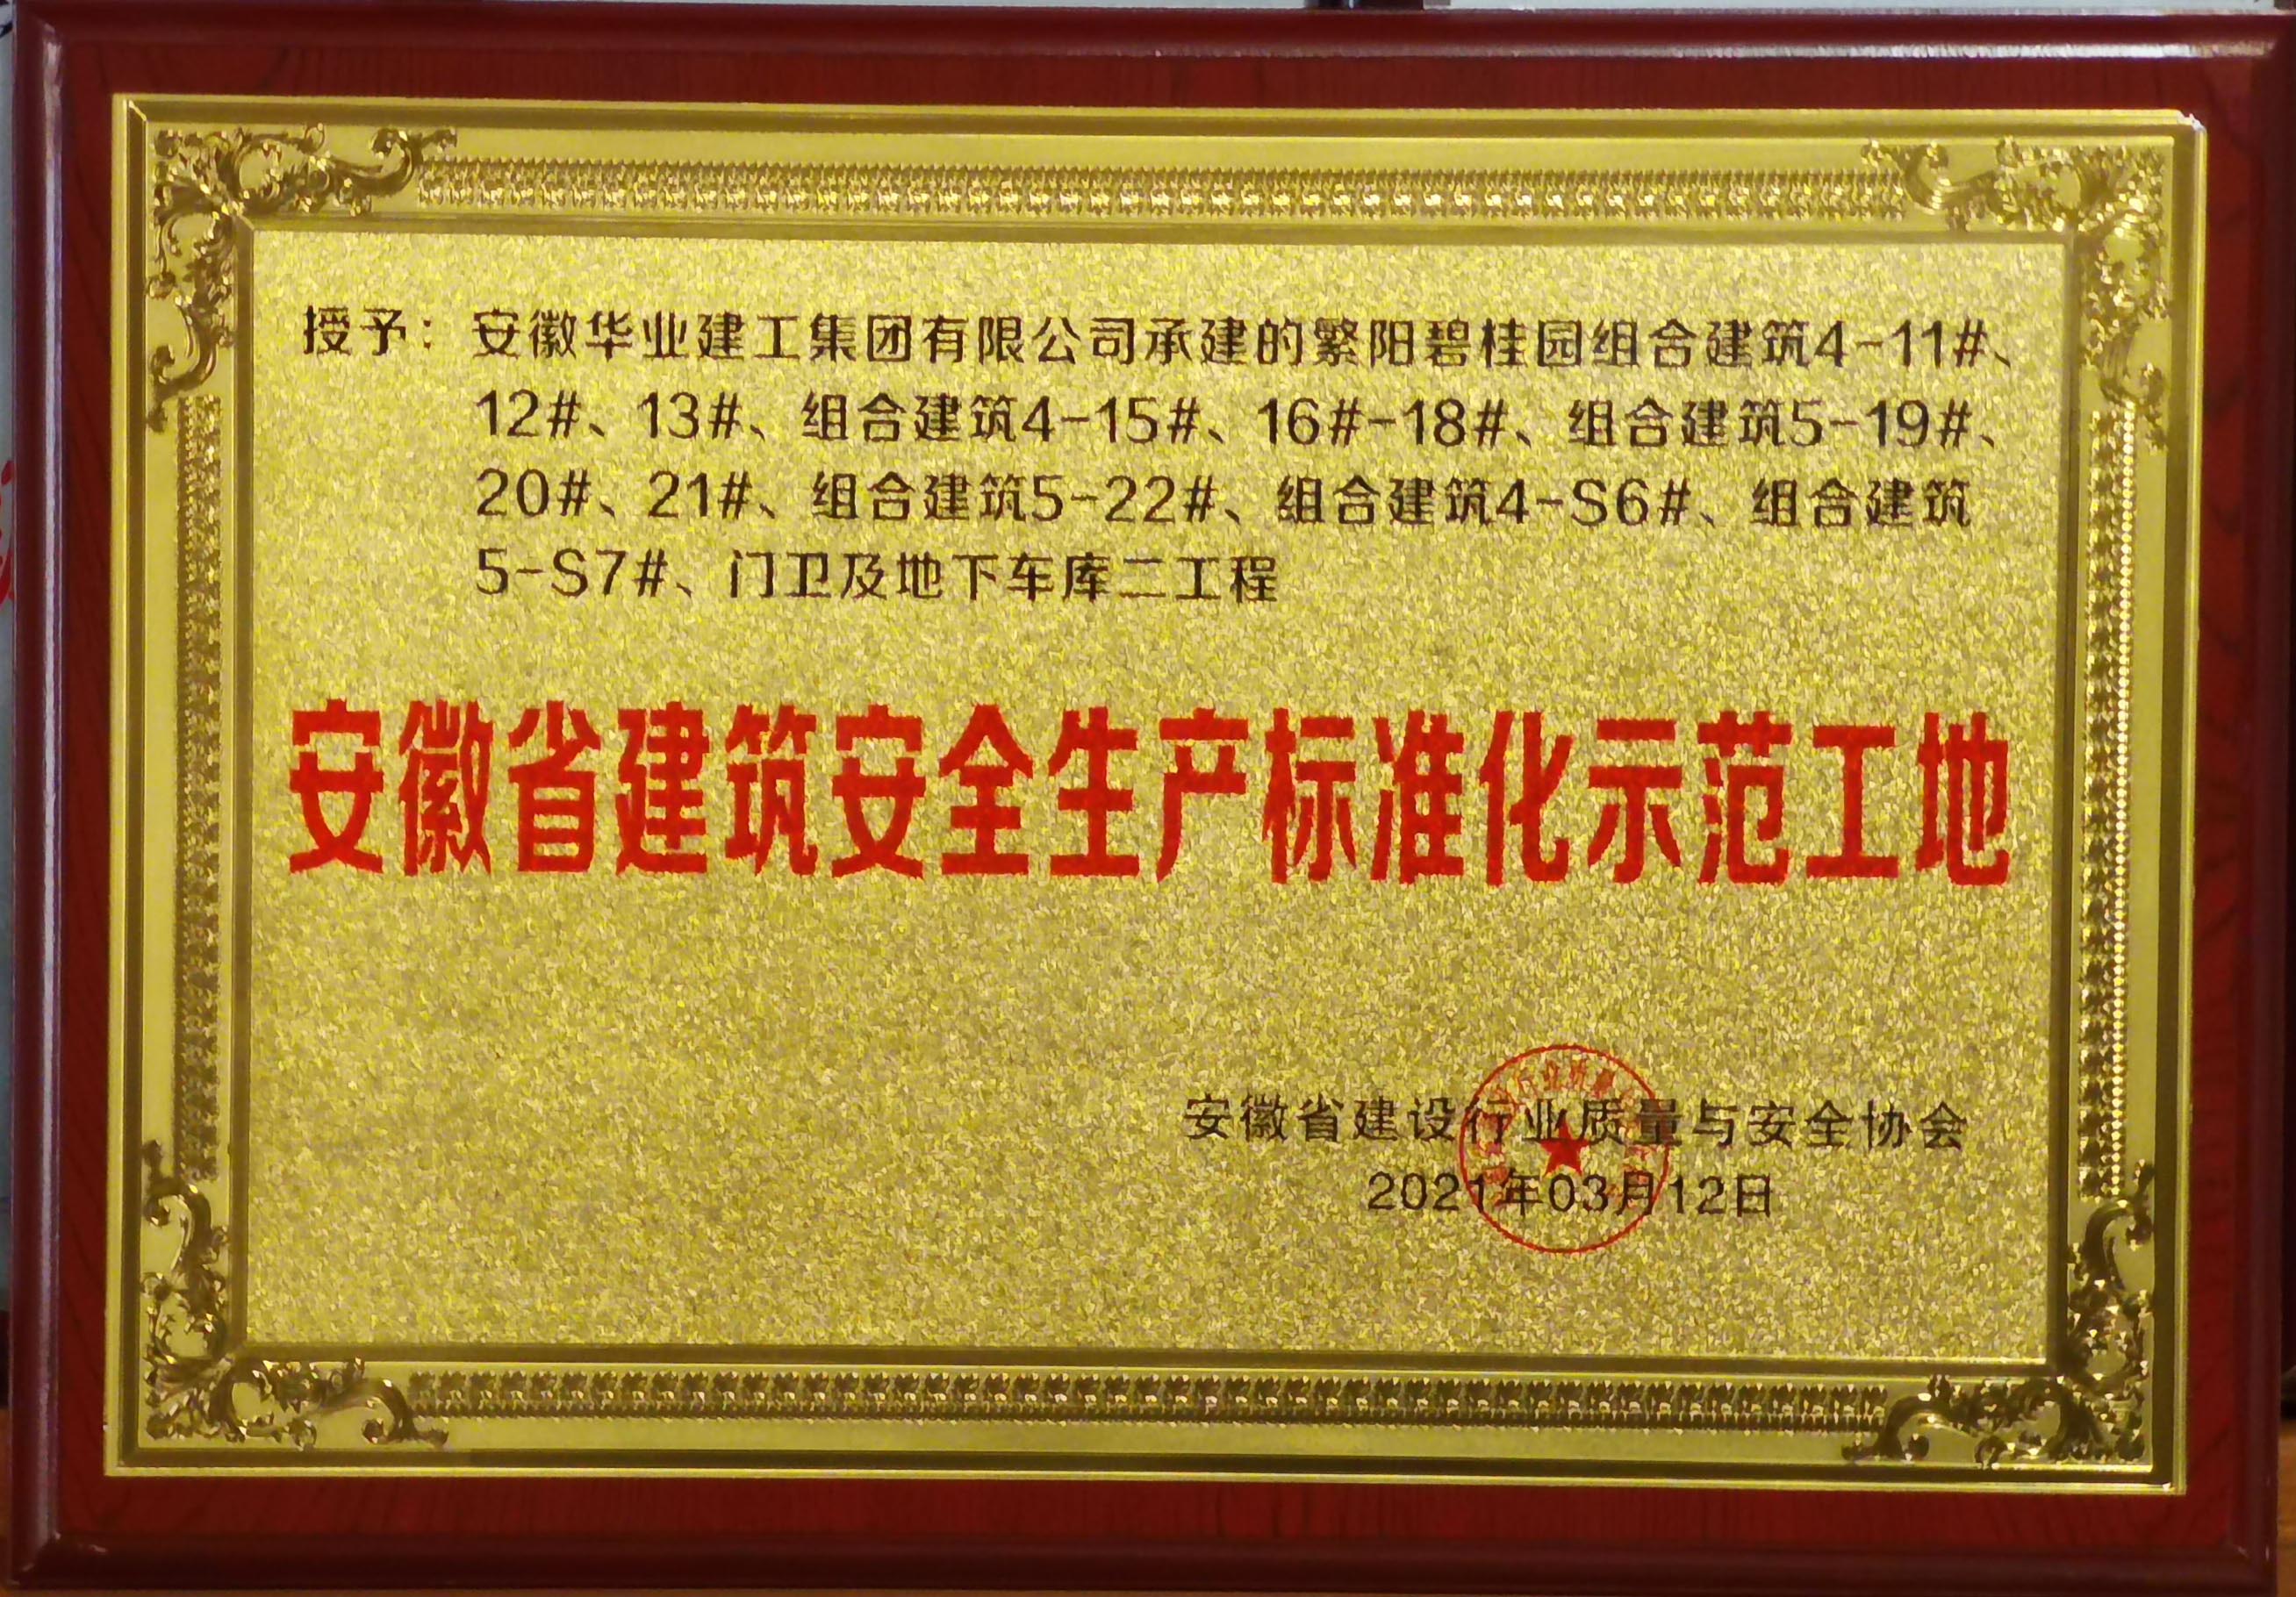 授予：安徽华业建工集团有限公司承建的繁阳碧桂园组合建筑4-11#、
12#、13#、组合建筑4-15#、16#-18#、组合建筑5-19#、
20#、21#、组合建筑5-22#、组合建筑4-S6#、组合建筑
5-S7#、门卫及地下车库二工程
安徽省建筑安全生产标准化示范工地
安徽省建设行业质量与安全协会
2021年03月12日